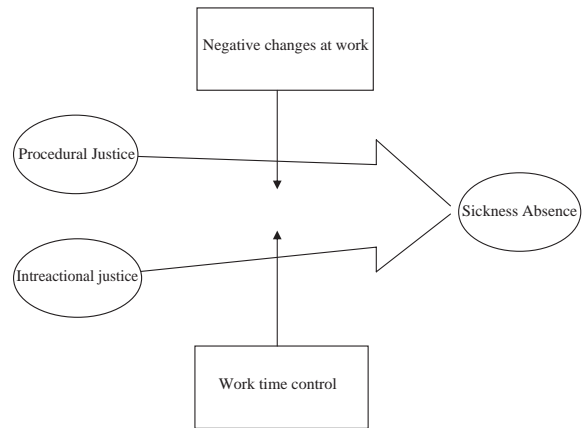 Negative changes at work
Procedural Justice
Sickness Absence
Intreactional justice
Work time control